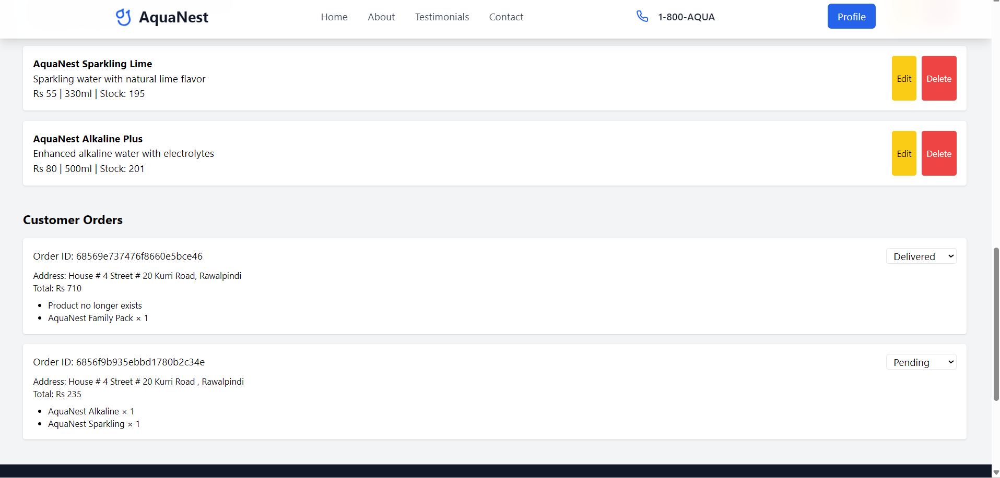 AquaNest
Home
About
Testimonials
Contact
1-800-AQUA
Profile
AquaNest Sparkling Lime
Sparkling water with natural lime flavor
Rs 55 | 330ml | Stock: 195
Edit
Delete
AquaNest Alkaline Plus
Enhanced alkaline water with electrolytes
Rs 80 | 500ml | Stock: 201
Edit
Delete
Customer Orders
Order ID: 68569e737476f8660e5bce46
Delivered
Address: House # 4 Street # 20 Kurri Road, Rawalpindi
Total: Rs 710
• Product no longer exists
• AquaNest Family Pack × 1
Order ID: 6856f9b935ebbd1780b2c34e
Pending
Address: House # 4 Street # 20 Kurri Road , Rawalpindi
Total: Rs 235
• AquaNest Alkaline × 1
• AquaNest Sparkling × 1